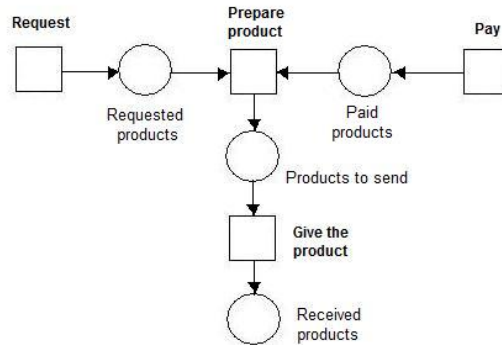 Request
Prepare
product
Pay
Requested
products
Paid
products
Products to send
Give the
product
Received
products